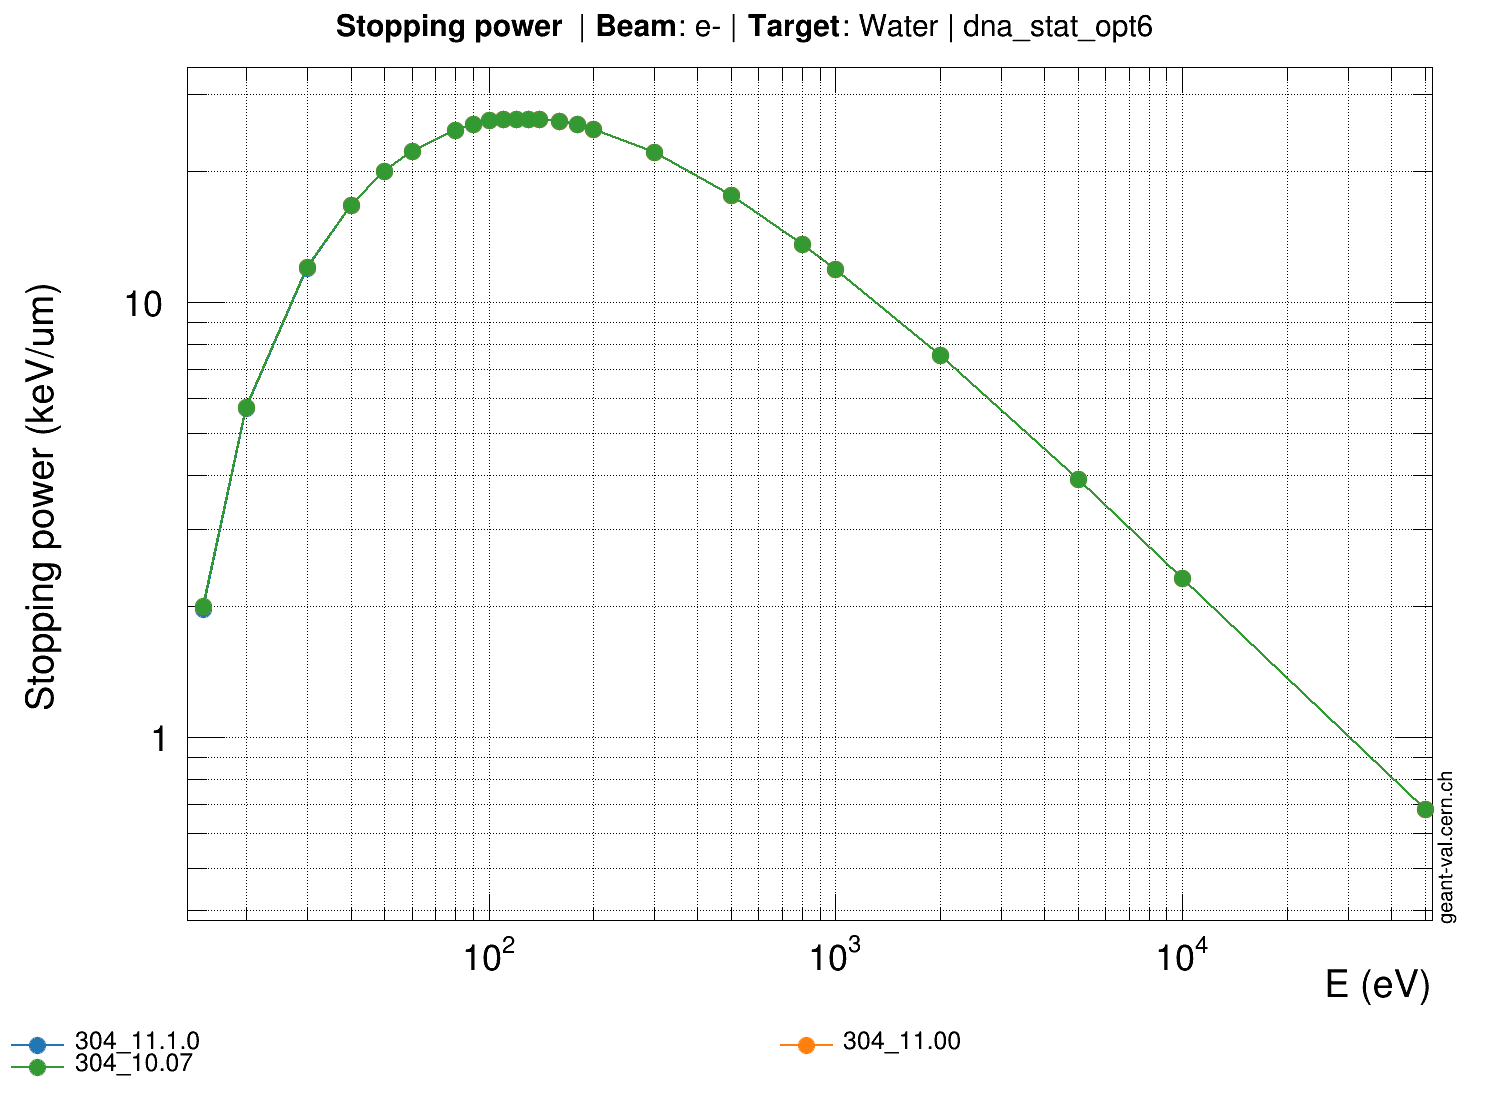 Stopping power | Beam: e- | Target: Water | dna_stat_opt6
Stopping power (keV/um)
10
1
10²
10³
10⁴
E (eV)
geant-val.cern.ch
304_11.1.0
304_11.00
304_10.07